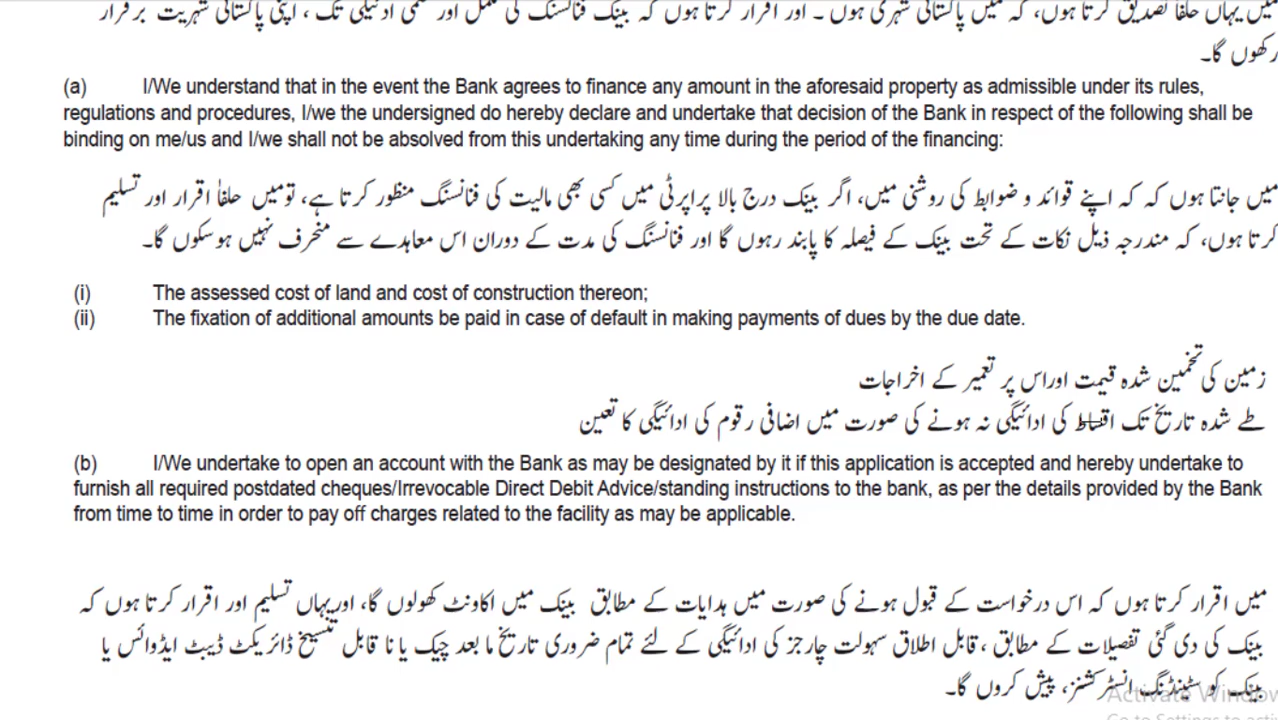 میں یہاں حلفاً تصدیق کرتا ہوں، کہ میں پاکستانی شہری ہوں ۔ اور اقرار کرتا ہوں کہ بینک فنانسنگ کی مکمل اور حتمی ادئیگی تک ، اپنی پاکستانی شہریت برقرار
رکھوں گا۔
(a) I/We understand that in the event the Bank agrees to finance any amount in the aforesaid property as admissible under its rules,
regulations and procedures, I/we the undersigned do hereby declare and undertake that decision of the Bank in respect of the following shall be
binding on me/us and I/we shall not be absolved from this undertaking any time during the period of the financing:
میں جانتا ہوں کہ کہ اپنے قوائد و ضوابط کی روشنی میں، اگر بینک درج بالا پراپرٹی میں کسی بھی مالیت کی فنانسنگ منظور کرتا ہے، تومیں حلفاً اقرار اور تسلیم
کرتا ہوں، کہ مندرجہ ذیل نکات کے تحت بینک کے فیصلہ کا پابند رہوں گا اور فنانسنگ کی مدت کے دوران اس معاہدے سے منحرف نہیں ہوسکوں گا۔
(i) The assessed cost of land and cost of construction thereon;
(ii) The fixation of additional amounts be paid in case of default in making payments of dues by the due date.
زمین کی تخمین شدہ قیمت اوراس پر تعمیر کے اخراجات
طے شدہ تاریخ تک اقساط کی ادائیگی نہ ہونے کی صورت میں اضافی رقوم کی ادائیگی کا تعین
(b) I/We undertake to open an account with the Bank as may be designated by it if this application is accepted and hereby undertake to
furnish all required postdated cheques/Irrevocable Direct Debit Advice/standing instructions to the bank, as per the details provided by the Bank
from time to time in order to pay off charges related to the facility as may be applicable.
میں اقرار کرتا ہوں کہ اس درخواست کے قبول ہونے کی صورت میں ہدایات کے مطابق بینک میں اکاونٹ کھولوں گا، اوریہاں تسلیم اور اقرار کرتا ہوں کہ
بینک کی دی گئی تفصیلات کے مطابق ، قابل اطلاق سہولت چارجز کی ادائیگی کے لئے تمام ضروری تاریخ ما بعد چیک یا نا قابل تنسیخ ڈائریکٹ ڈیبٹ ایڈوائس یا
بینک کو سٹینڈنگ انسٹرکشنز، پیش کروں گا۔
Activate Window